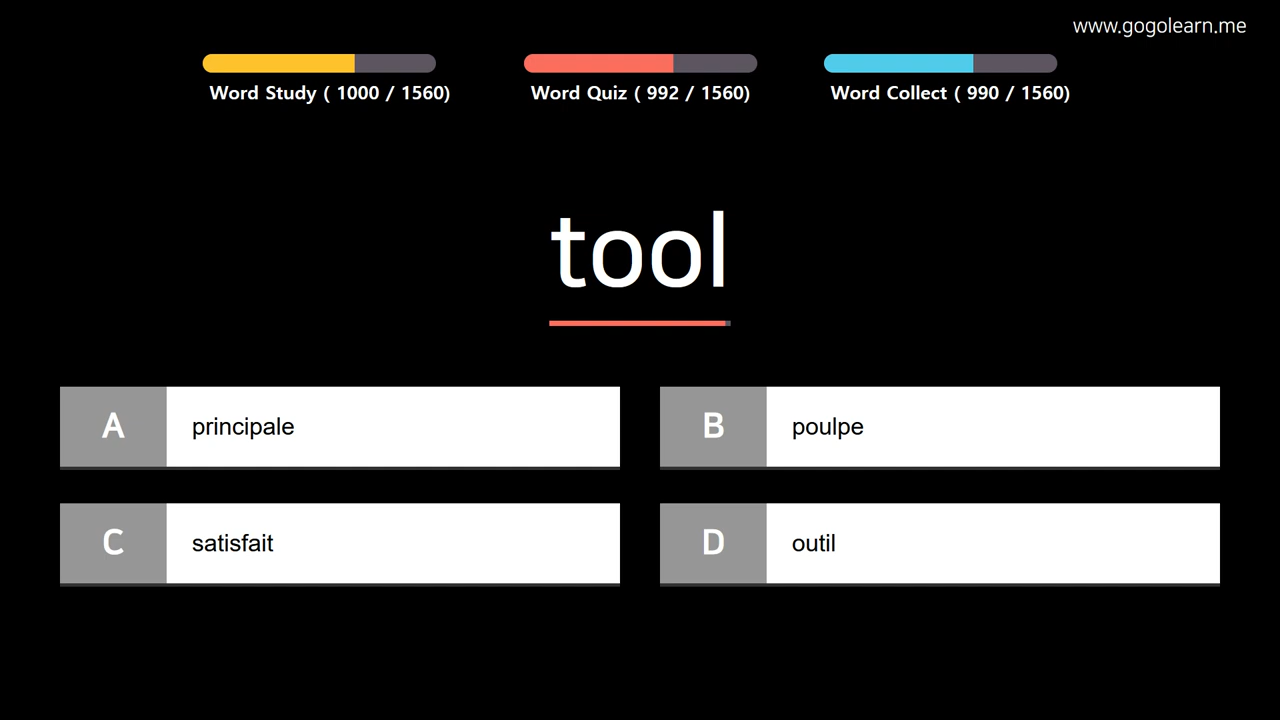 www.gogolearn.me
Word Study ( 1000 / 1560)
Word Quiz ( 992 / 1560)
Word Collect ( 990 / 1560)
tool
A principale
B poulpe
C satisfait
D outil